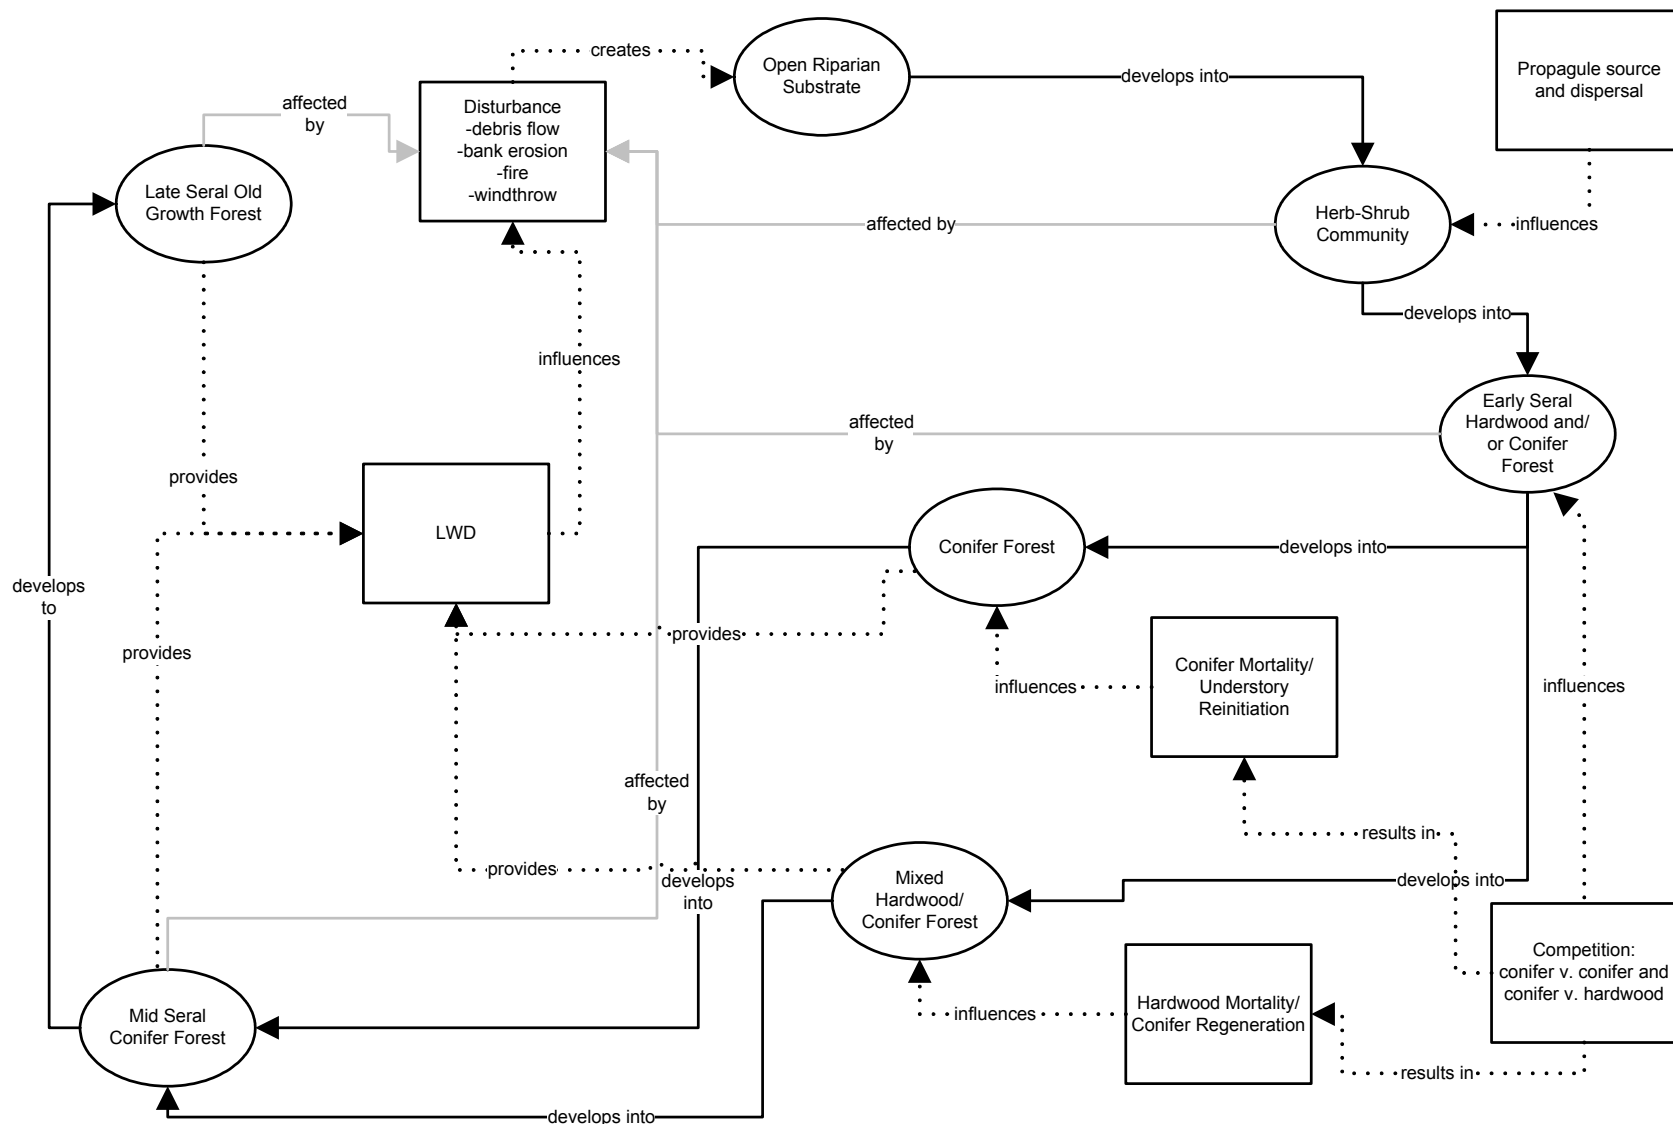 creates
Open Riparian
Substrate
develops into
Propagule source
and dispersal
affected
by
Disturbance
-debris flow
-bank erosion
-fire
-windthrow
Late Seral Old
Growth Forest
affected by
Herb-Shrub
Community
influences
develops into
influences
Early Seral
Hardwood and/
or Conifer
Forest
affected
by
provides
LWD
Conifer Forest
develops into
develops
to
provides
provides
influences
Conifer Mortality/
Understory
Reinitiation
influences
affected
by
results in
provides
develops
into
Mixed
Hardwood/
Conifer Forest
develops into
Competition:
conifer v. conifer and
conifer v. hardwood
Mid Seral
Conifer Forest
influences
Hardwood Mortality/
Conifer Regeneration
results in
develops into